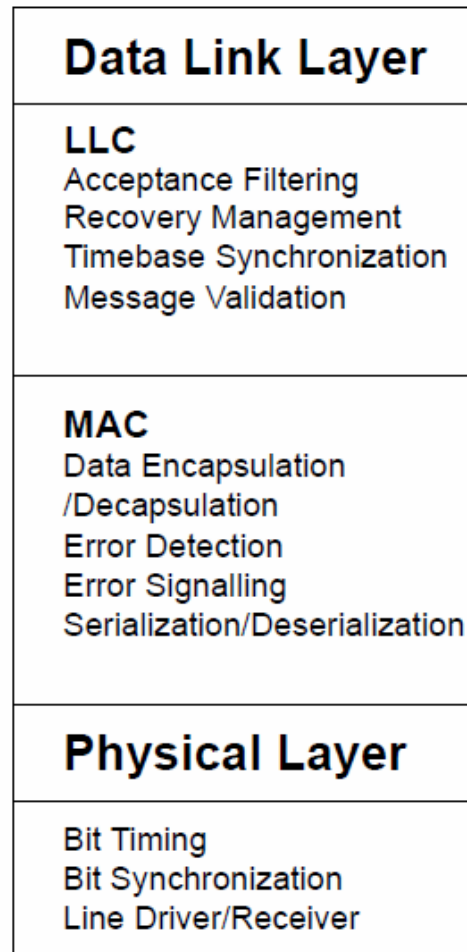 Data Link Layer
LLC
Acceptance Filtering
Recovery Management
Timebase Synchronization
Message Validation
MAC
Data Encapsulation
/Decapsulation
Error Detection
Error Signalling
Serialization/Deserialization
Physical Layer
Bit Timing
Bit Synchronization
Line Driver/Receiver